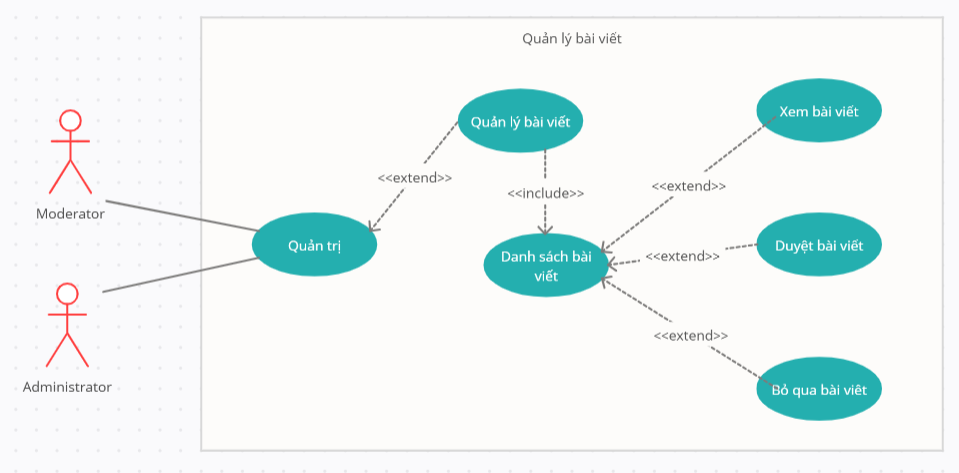 Quản lý bài viết
Quản lý bài viết
Xem bài viết
<<extend>>
<<extend>>
<<include>>
Moderator
Quản trị
Danh sách bài
viết
<<extend>>
Duyệt bài viết
<<extend>>
Administrator
Bỏ qua bài viêt